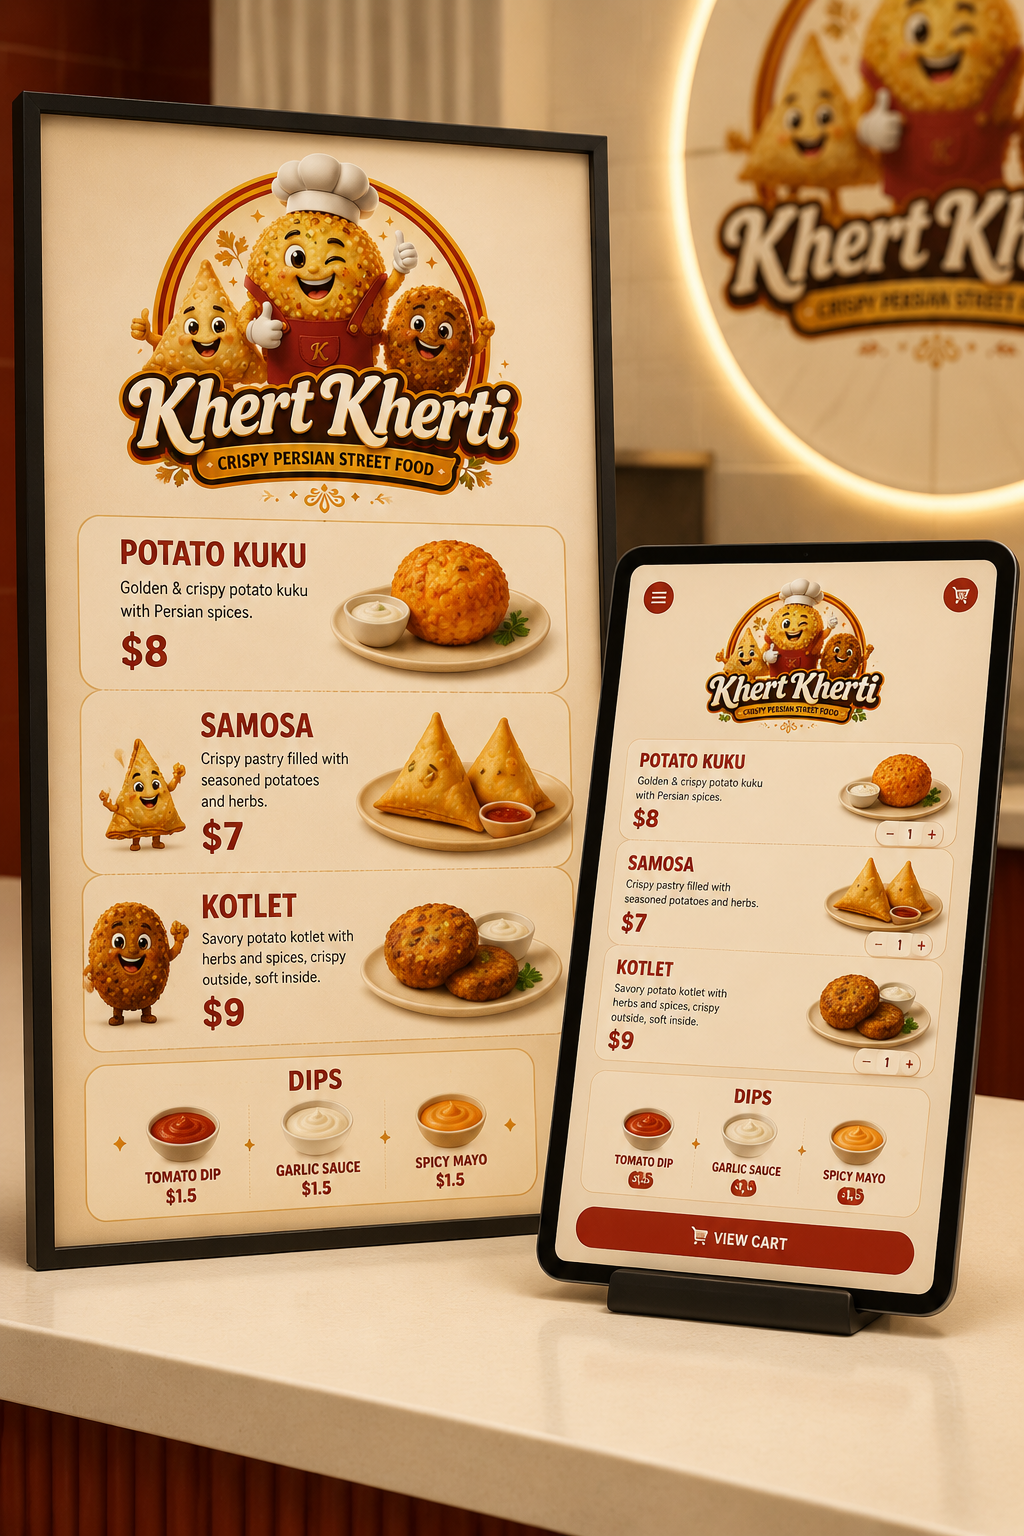 Khert Kherti
CRISPY PERSIAN STREET FOOD
K
POTATO KUKU
Golden & crispy potato kuku
with Persian spices.
$8
SAMOSA
Crispy pastry filled with
seasoned potatoes
and herbs.
$7
KOTLET
Savory potato kotlet with
herbs and spices, crispy
outside, soft inside.
$9
DIPS
TOMATO DIP
$1.5
GARLIC SAUCE
$1.5
SPICY MAYO
$1.5
Khert Kh
CRISPY PERSIAN STREET
K
Khert Kherti
CRISPY PERSIAN STREET FOOD
POTATO KUKU
Golden & crispy potato kuku
with Persian spices.
$8
− 1 +
SAMOSA
Crispy pastry filled with
seasoned potatoes and herbs.
$7
− 1 +
KOTLET
Savory potato kotlet with
herbs and spices, crispy
outside, soft inside.
$9
− 1 +
DIPS
TOMATO DIP
GARLIC SAUCE
SPICY MAYO
VIEW CART